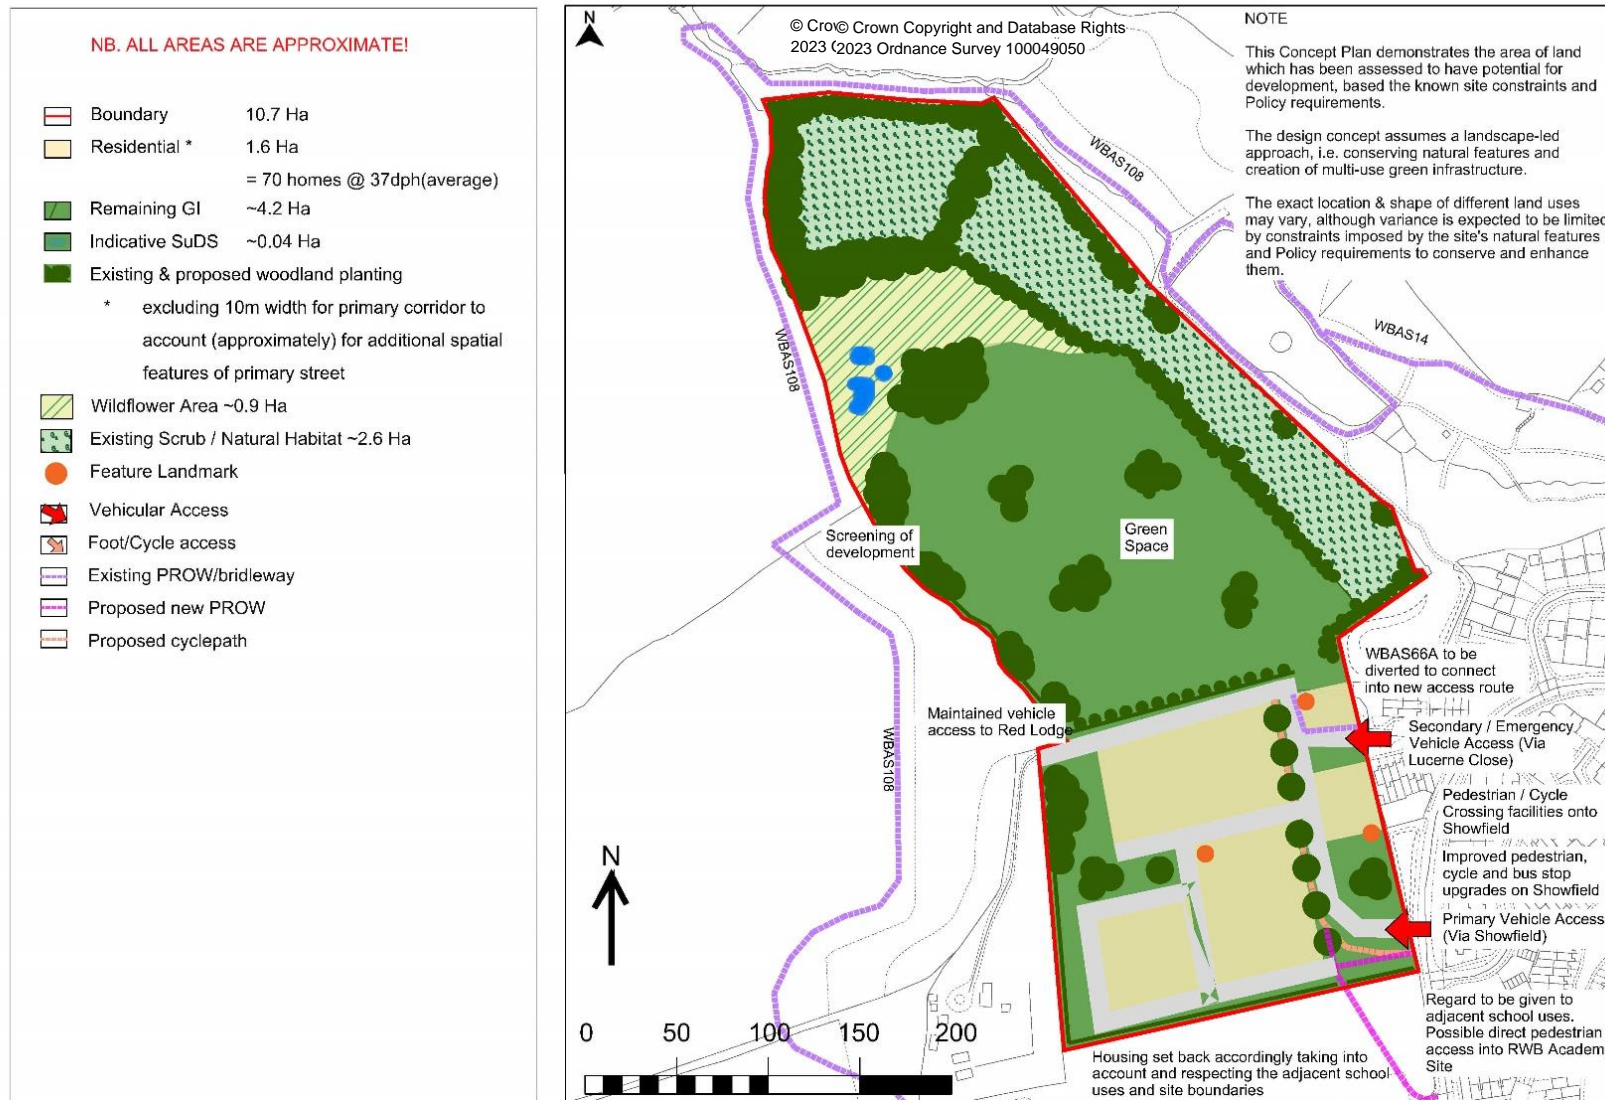 NB. ALL AREAS ARE APPROXIMATE!
Boundary 10.7 Ha
Residential * 1.6 Ha
= 70 homes @ 37dph(average)
Remaining GI ~4.2 Ha
Indicative SuDS ~0.04 Ha
Existing & proposed woodland planting
* excluding 10m width for primary corridor to
account (approximately) for additional spatial
features of primary street
Wildflower Area ~0.9 Ha
Existing Scrub / Natural Habitat ~2.6 Ha
Feature Landmark
Vehicular Access
Foot/Cycle access
Existing PROW/bridleway
Proposed new PROW
Proposed cyclepath
N
© Crov© Crown Copyright and Database Rights
2023 (2023 Ordnance Survey 100049050
NOTE
This Concept Plan demonstrates the area of land
which has been assessed to have potential for
development, based the known site constraints and
Policy requirements.
The design concept assumes a landscape-led
approach, i.e. conserving natural features and
creation of multi-use green infrastructure.
The exact location & shape of different land uses
may vary, although variance is expected to be limited
by constraints imposed by the site's natural features
and Policy requirements to conserve and enhance
them.
WBAS108
WBAS14
WBAS108
Screening of
development
Green
Space
WBAS66A to be
diverted to connect
into new access route
Maintained vehicle
access to Red Lodge
WBAS108
Secondary / Emergency
Vehicle Access (Via
Lucerne Close)
Pedestrian / Cycle
Crossing facilities onto
Showfield
Improved pedestrian,
cycle and bus stop
upgrades on Showfield
Primary Vehicle Access
(Via Showfield)
N
Regard to be given to
adjacent school uses.
Possible direct pedestrian
access into RWB Academ
Site
0 50 100 150 200
Housing set back accordingly taking into
account and respecting the adjacent school
uses and site boundaries